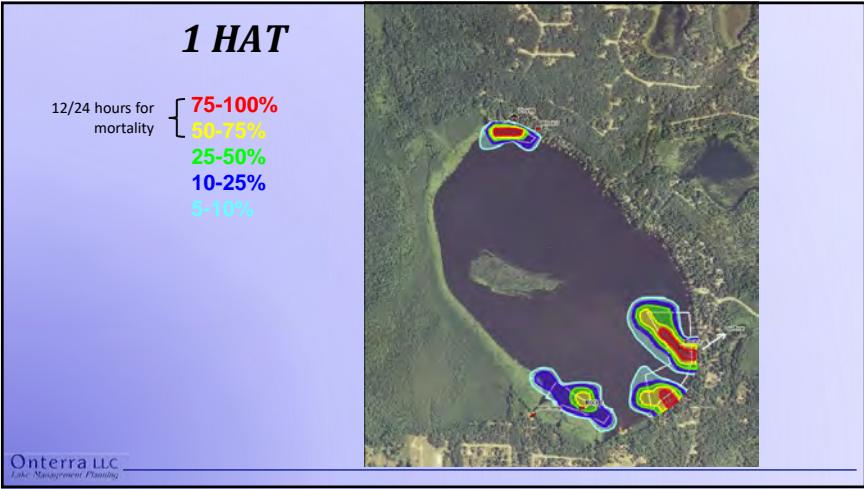 1 HAT
12/24 hours for
mortality
75-100%
50-75%
25-50%
10-25%
5-10%
Onterra LLC
Lake Management Planning